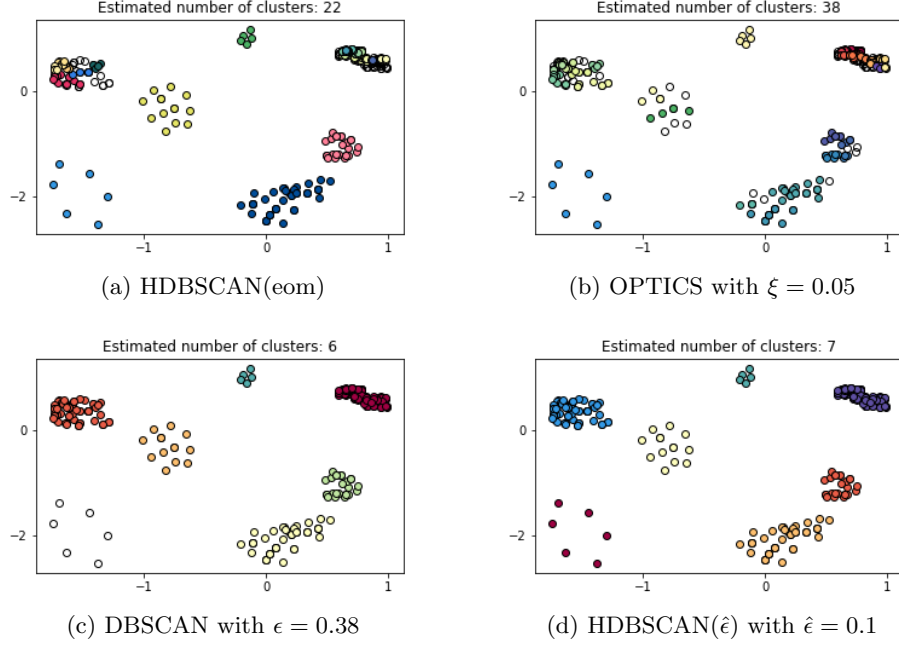 Estimated number of clusters: 22
0
−2
−1
0
1
(a) HDBSCAN(eom)
Estimated number of clusters: 38
0
−2
−1
0
1
(b) OPTICS with ξ = 0.05
Estimated number of clusters: 6
0
−2
−1
0
1
(c) DBSCAN with ϵ = 0.38
Estimated number of clusters: 7
0
−2
−1
0
1
(d) HDBSCAN(ϵ̂) with ϵ̂ = 0.1